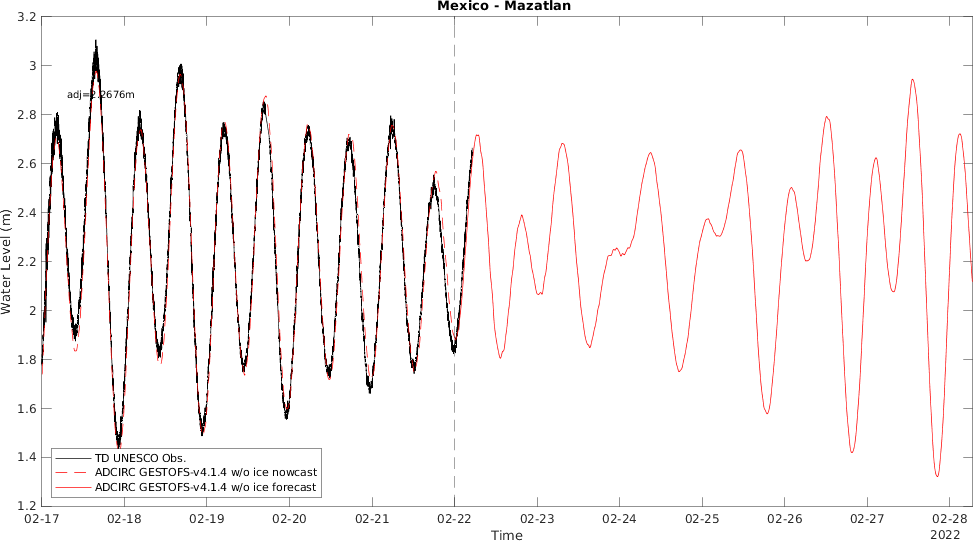 Mexico - Mazatlan
3.2
3
2.8
2.6
2.4
2.2
2
1.8
1.6
1.4
1.2
Water Level (m)
adj=2.2676m
TD UNESCO Obs.
ADCIRC GESTOFS-v4.1.4 w/o ice nowcast
ADCIRC GESTOFS-v4.1.4 w/o ice forecast
02-17 02-18 02-19 02-20 02-21 02-22 02-23 02-24 02-25 02-26 02-27 02-28
2022
Time